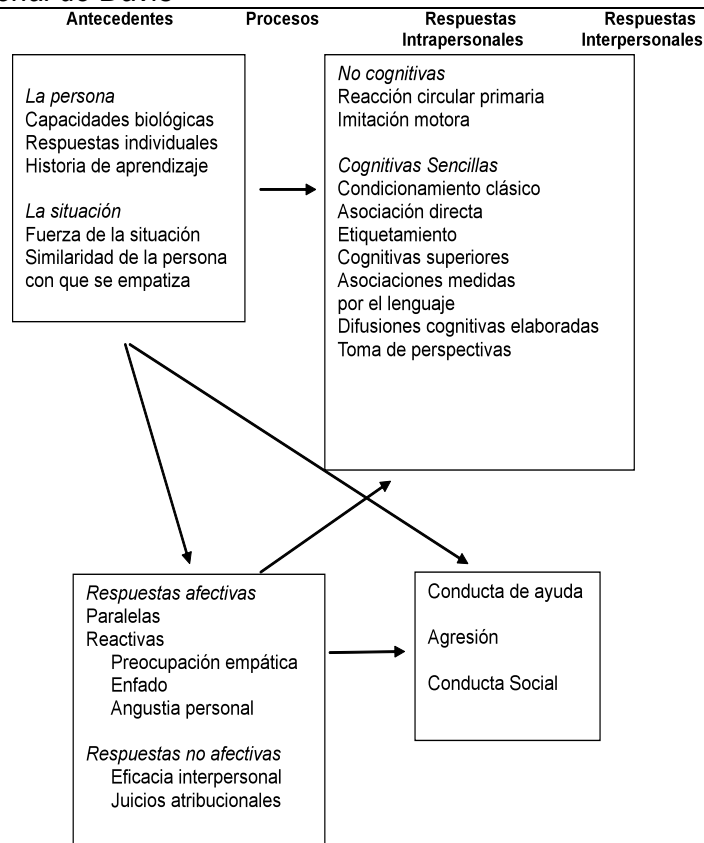 Antecedentes
Procesos
Respuestas
Intrapersonales
Respuestas
Interpersonales
La persona
Capacidades biológicas
Respuestas individuales
Historia de aprendizaje
La situación
Fuerza de la situación
Similaridad de la persona
con que se empatiza
No cognitivas
Reacción circular primaria
Imitación motora
Cognitivas Sencillas
Condicionamiento clásico
Asociación directa
Etiquetamiento
Cognitivas superiores
Asociaciones medidas
por el lenguaje
Difusiones cognitivas elaboradas
Toma de perspectivas
Respuestas afectivas
Paralelas
Reactivas
Preocupación empática
Enfado
Angustia personal
Respuestas no afectivas
Eficacia interpersonal
Juicios atribucionales
Conducta de ayuda
Agresión
Conducta Social